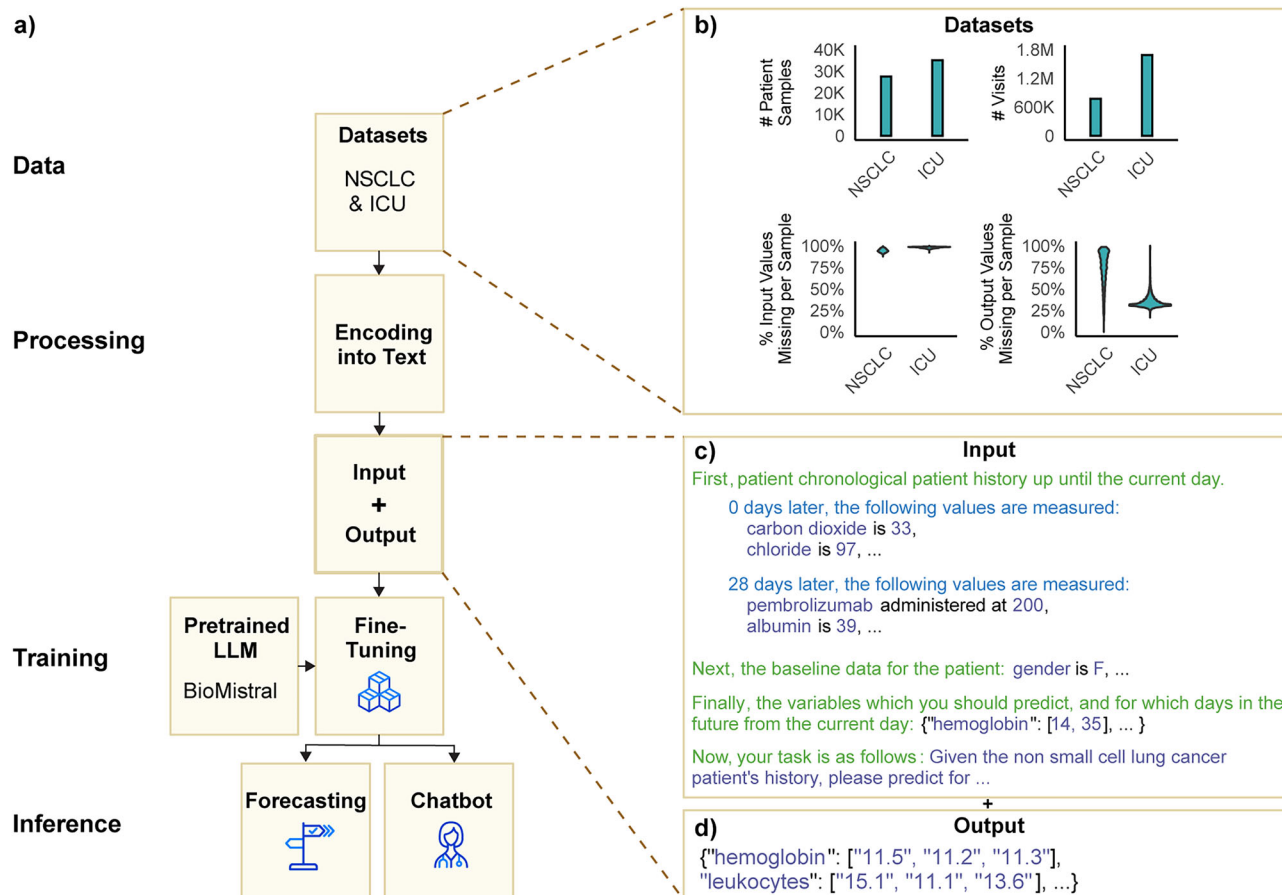 a)
Data
Datasets
NSCLC
& ICU
Processing
Encoding
into Text
Input
+
Output
Training
Pretrained
LLM
BioMistral
Fine-
Tuning
Inference
Forecasting
Chatbot
b)
Datasets
# Patient
Samples
40K
30K
20K
10K
0
NSCLC
ICU
# Visits
1.8M
1.2M
600K
0
NSCLC
ICU
% Input Values
Missing per Sample
100%
75%
50%
25%
0%
NSCLC
ICU
% Output Values
Missing per Sample
100%
75%
50%
25%
0%
NSCLC
ICU
c)
Input
First, patient chronological patient history up until the current day.
0 days later, the following values are measured:
carbon dioxide is 33,
chloride is 97, ...
28 days later, the following values are measured:
pembrolizumab administered at 200,
albumin is 39, ...
Next, the baseline data for the patient: gender is F, ...
Finally, the variables which you should predict, and for which days in the
future from the current day: {"hemoglobin": [14, 35], ... }
Now, your task is as follows : Given the non small cell lung cancer
patient's history, please predict for ...
+
d)
Output
{"hemoglobin": ["11.5", "11.2", "11.3"],
"leukocytes": ["15.1", "11.1", "13.6"], ...}